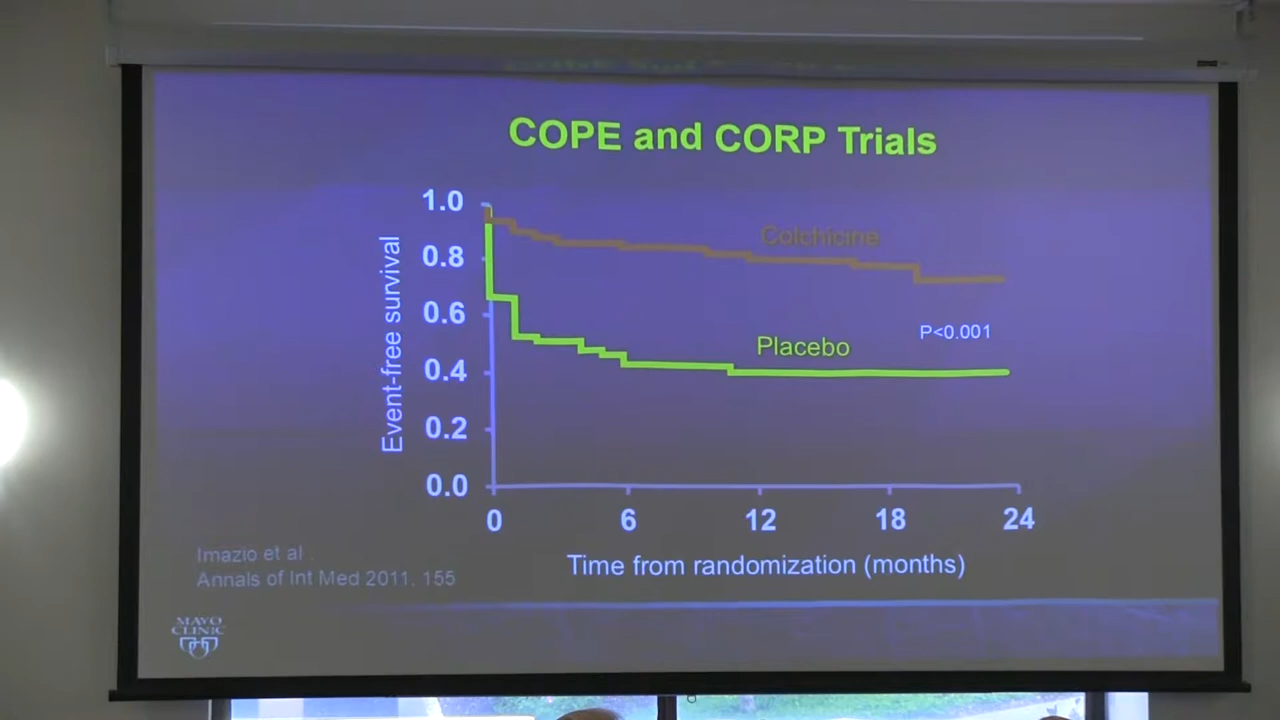 COPE and CORP Trials
1.0
0.8
0.6
0.4
0.2
0.0
Event-free survival
Colchicine
Placebo
P<0.001
0 6 12 18 24
Time from randomization (months)
Imazio et al
Annals of Int Med 2011, 155
MAYO
CLINIC